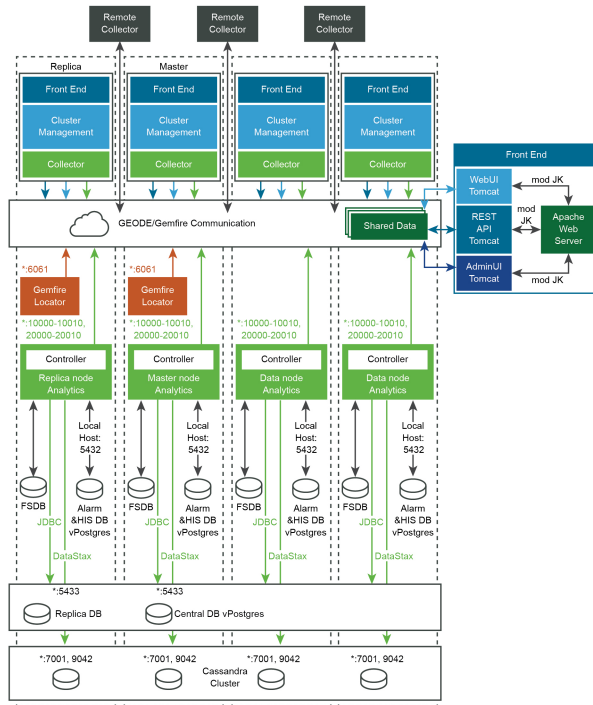 Remote
Collector
Remote
Collector
Remote
Collector
Replica
Master
Front End
Front End
Front End
Front End
Cluster
Management
Cluster
Management
Cluster
Management
Cluster
Management
Collector
Collector
Collector
Collector
Front End
WebUI
Tomcat
mod JK
REST
API
Tomcat
mod
JK
Apache
Web
Server
AdminUI
Tomcat
mod JK
GEODE/Gemfire Communication
Shared Data
*:6061
*:6061
Gemfire
Locator
Gemfire
Locator
*:10000-10010,
20000-20010
*:10000-10010,
20000-20010
*:10000-10010,
20000-20010
*:10000-10010,
20000-20010
Controller
Controller
Controller
Controller
Replica node
Analytics
Master node
Analytics
Data node
Analytics
Data node
Analytics
Local
Host:
5432
Local
Host:
5432
Local
Host:
5432
Local
Host:
5432
FSDB
Alarm
&HIS DB
vPostgres
FSDB
Alarm
&HIS DB
vPostgres
FSDB
Alarm
&HIS DB
vPostgres
FSDB
Alarm
&HIS DB
vPostgres
JDBC
JDBC
JDBC
JDBC
DataStax
DataStax
DataStax
DataStax
*:5433
*:5433
Replica DB
Central DB vPostgres
*:7001, 9042
*:7001, 9042
*:7001, 9042
*:7001, 9042
Cassandra
Cluster